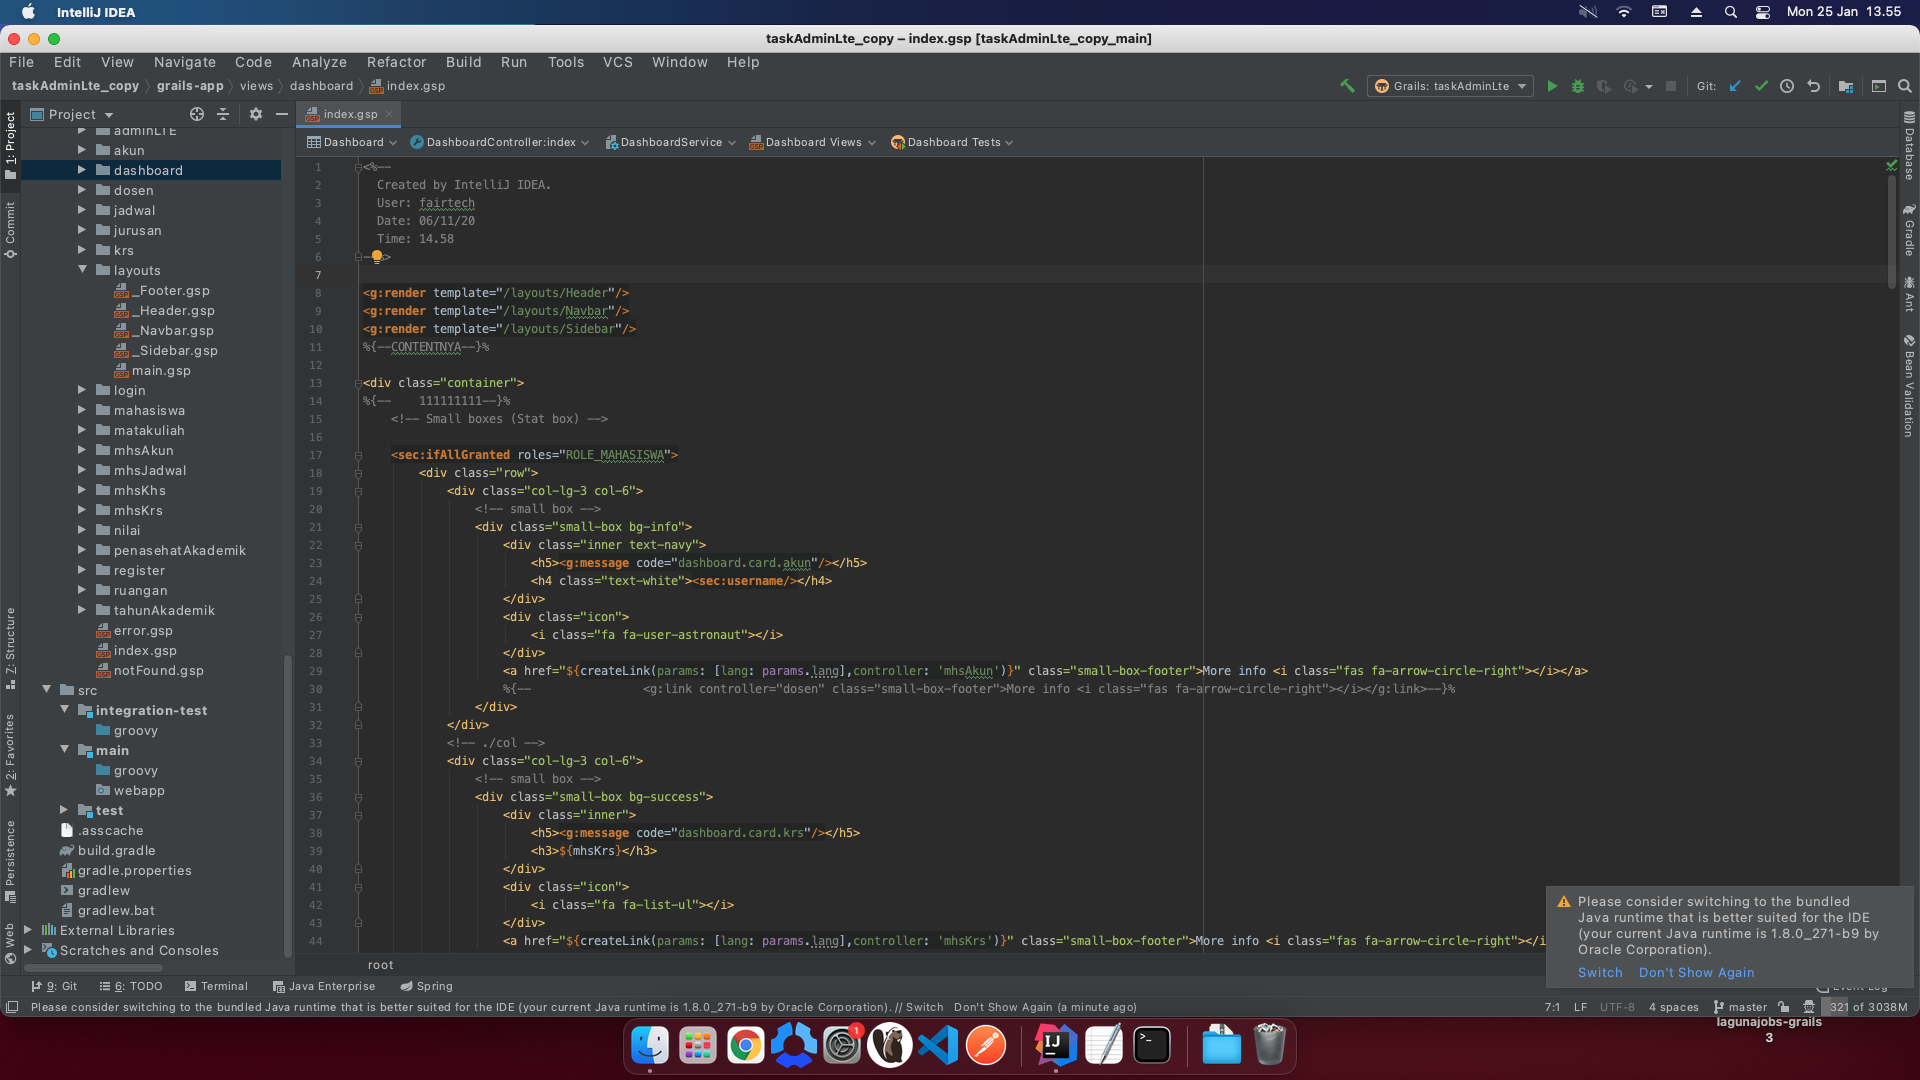 IntelliJ IDEA
Mon 25 Jan 13.55
taskAdminLte_copy – index.gsp [taskAdminLte_copy_main]
File Edit View Navigate Code Analyze Refactor Build Run Tools VCS Window Help
taskAdminLte_copy grails-app views dashboard index.gsp
Grails: taskAdminLte
Git:
Project
index.gsp
Dashboard DashboardController:index DashboardService Dashboard Views Dashboard Tests
1: Project
Commit
7: Structure
2: Favorites
Persistence
Web
adminLTE
akun
dashboard
dosen
jadwal
jurusan
krs
layouts
_Footer.gsp
_Header.gsp
_Navbar.gsp
_Sidebar.gsp
main.gsp
login
mahasiswa
matakuliah
mhsAkun
mhsJadwal
mhsKhs
mhsKrs
nilai
penasehatAkademik
register
ruangan
tahunAkademik
error.gsp
index.gsp
notFound.gsp
src
integration-test
groovy
main
groovy
webapp
test
.asscache
build.gradle
gradle.properties
gradlew
gradlew.bat
External Libraries
Scratches and Consoles
1 <%--
2 Created by IntelliJ IDEA.
3 User: fairtech
4 Date: 06/11/20
5 Time: 14.58
6 >
7
8 <g:render template="/layouts/Header"/>
9 <g:render template="/layouts/Navbar"/>
10 <g:render template="/layouts/Sidebar"/>
11 %{--CONTENTNYA--}%
12
13 <div class="container">
14 %{-- 111111111--}%
15 <!-- Small boxes (Stat box) -->
16
17 <sec:ifAllGranted roles="ROLE_MAHASISWA">
18 <div class="row">
19 <div class="col-lg-3 col-6">
20 <!-- small box -->
21 <div class="small-box bg-info">
22 <div class="inner text-navy">
23 <h5><g:message code="dashboard.card.akun"/></h5>
24 <h4 class="text-white"><sec:username/></h4>
25 </div>
26 <div class="icon">
27 <i class="fa fa-user-astronaut"></i>
28 </div>
29 <a href="${createLink(params: [lang: params.lang],controller: 'mhsAkun')}" class="small-box-footer">More info <i class="fas fa-arrow-circle-right"></i></a>
30 %{-- <g:link controller="dosen" class="small-box-footer">More info <i class="fas fa-arrow-circle-right"></i></g:link>--}%
31 </div>
32 </div>
33 <!-- ./col -->
34 <div class="col-lg-3 col-6">
35 <!-- small box -->
36 <div class="small-box bg-success">
37 <div class="inner">
38 <h5><g:message code="dashboard.card.krs"/></h5>
39 <h3>${mhsKrs}</h3>
40 </div>
41 <div class="icon">
42 <i class="fa fa-list-ul"></i>
43 </div>
44 <a href="${createLink(params: [lang: params.lang],controller: 'mhsKrs')}" class="small-box-footer">More info <i class="fas fa-arrow-circle-right"></i
root
Database
Gradle
Ant
Bean Validation
Please consider switching to the bundled
Java runtime that is better suited for the IDE
(your current Java runtime is 1.8.0_271-b9 by
Oracle Corporation).
Switch Don't Show Again
9: Git 6: TODO Terminal Java Enterprise Spring Event Log
Please consider switching to the bundled Java runtime that is better suited for the IDE (your current Java runtime is 1.8.0_271-b9 by Oracle Corporation). // Switch Don't Show Again (a minute ago)
7:1 LF UTF-8 4 spaces master 321 of 3038M
lagunajobs-grails
3
1
IJ
>_